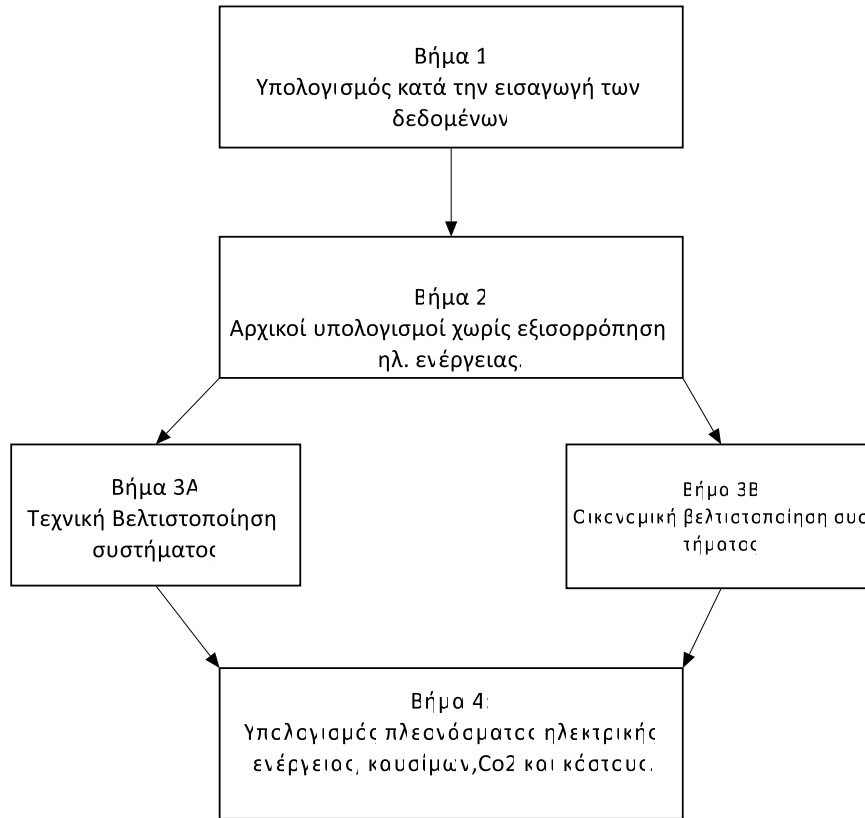 Βήμα 1
Υπολογισμός κατά την εισαγωγή των
δεδομένων
Βήμα 2
Αρχικοί υπολογισμοί χωρίς εξισορρόπηση
ηλ. ενέργειας.
Βήμα 3Α
Τεχνική Βελτιστοποίηση
συστήματος
Βήμα 3Β
Οικονομική βελτιστοποίηση συσ
τήματος
Βήμα 4:
Υπολογισμός πλεονάσματος ηλεκτρικής
ενέργειας, καυσίμων,Co2 και κόστους.